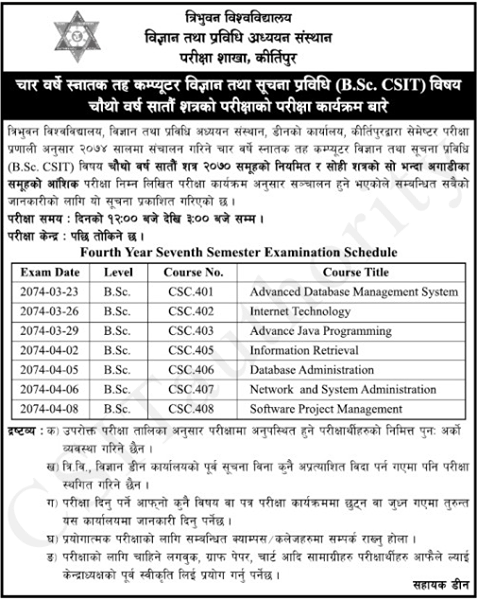 त्रिभुवन विश्वविद्यालय
विज्ञान तथा प्रविधि अध्ययन संस्थान
परीक्षा शाखा, कीर्तिपुर
चार वर्षे स्नातक तह कम्प्यूटर विज्ञान तथा सूचना प्रविधि (B.Sc. CSIT) विषय
चौथो वर्ष सातौं शत्रको परीक्षाको परीक्षा कार्यक्रम बारे
त्रिभुवन विश्वविद्यालय, विज्ञान तथा प्रविधि अध्ययन संस्थान, डीनको कार्यालय, कीर्तिपुरद्वारा सेमेष्टर परीक्षा
प्रणाली अनुसार २०७४ सालमा संचालन गरिने चार वर्षे स्नातक तह कम्प्यूटर विज्ञान तथा सूचना प्रविधि
(B.Sc. CSIT) विषय चौथो वर्ष सातौं शत्र २०७० समूहको नियमित र सोही शत्रको सो भन्दा अगाडीका
समूहको आंशिक परीक्षा निम्न लिखित परीक्षा कार्यक्रम अनुसार सञ्चालन हुने भएकोले सम्बन्धित सबैको
जानकारीको लागि यो सूचना प्रकाशित गरिएको छ।
परीक्षा समय : दिनको १२:०० बजे देखि ३:०० बजे सम्म।
परीक्षा केन्द्र : पछि तोकिने छ।
Fourth Year Seventh Semester Examination Schedule
Exam Date Level Course No. Course Title
2074-03-23 B.Sc. CSC.401 Advanced Database Management System
2074-03-26 B.Sc. CSC.402 Internet Technology
2074-03-29 B.Sc. CSC.403 Advance Java Programming
2074-04-02 B.Sc. CSC.405 Information Retrieval
2074-04-05 B.Sc. CSC.406 Database Administration
2074-04-06 B.Sc. CSC.407 Network and System Administration
2074-04-08 B.Sc. CSC.408 Software Project Management
द्रष्टव्य : क) उपरोक्त परीक्षा तालिका अनुसार परीक्षामा अनुपस्थित हुने परीक्षार्थीहरुको निमित्त पुनः अर्को
व्यवस्था गरिने छैन।
ख) त्रि.वि., विज्ञान डीन कार्यालयको पूर्व सूचना विना कुनै अप्रत्याशित विदा पर्न गएमा पनि परीक्षा
स्थगित गरिने छैन।
ग) परीक्षा दिनु पर्ने आफ्नो कुनै विषय वा पत्र परीक्षा कार्यक्रममा छुट्न वा जुध्न गएमा तुरुन्त
यस कार्यालयमा जानकारी दिनु पर्नेछ।
घ) प्रयोगात्मक परीक्षाको लागि सम्बन्धित क्याम्पस/कलेजहरुमा सम्पर्क राख्नु होला।
ङ) परीक्षाको लागि चाहिने लगबुक, ग्राफ पेपर, चार्ट आदि सामाग्रीहरु परीक्षार्थीहरु आफैले ल्याई
केन्द्राध्यक्षको पूर्व स्वीकृति लिई प्रयोग गर्नु पर्नेछ।
सहायक डीन